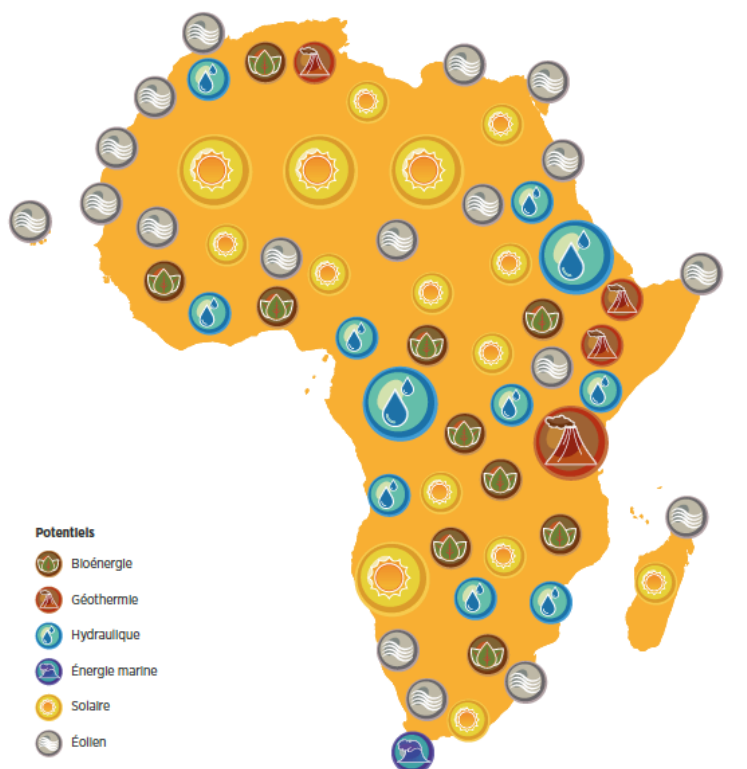 Potentiels
Bioénergie
Géothermie
Hydraulique
Énergie marine
Solaire
Éolien